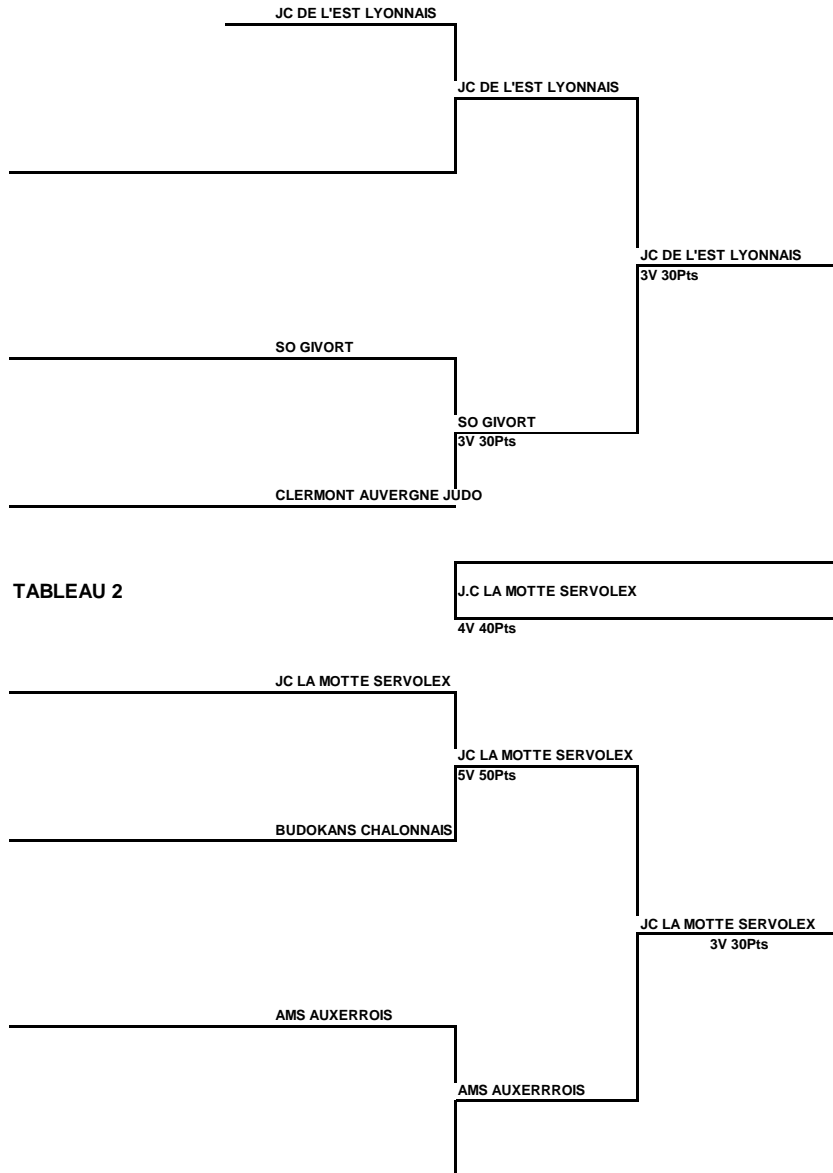 JC DE L'EST LYONNAIS
JC DE L'EST LYONNAIS
JC DE L'EST LYONNAIS
3V 30Pts
SO GIVORT
SO GIVORT
3V 30Pts
CLERMONT AUVERGNE JUDO
TABLEAU 2
J.C LA MOTTE SERVOLEX
4V 40Pts
JC LA MOTTE SERVOLEX
JC LA MOTTE SERVOLEX
5V 50Pts
BUDOKANS CHALONNAIS
JC LA MOTTE SERVOLEX
3V 30Pts
AMS AUXERROIS
AMS AUXERRROIS